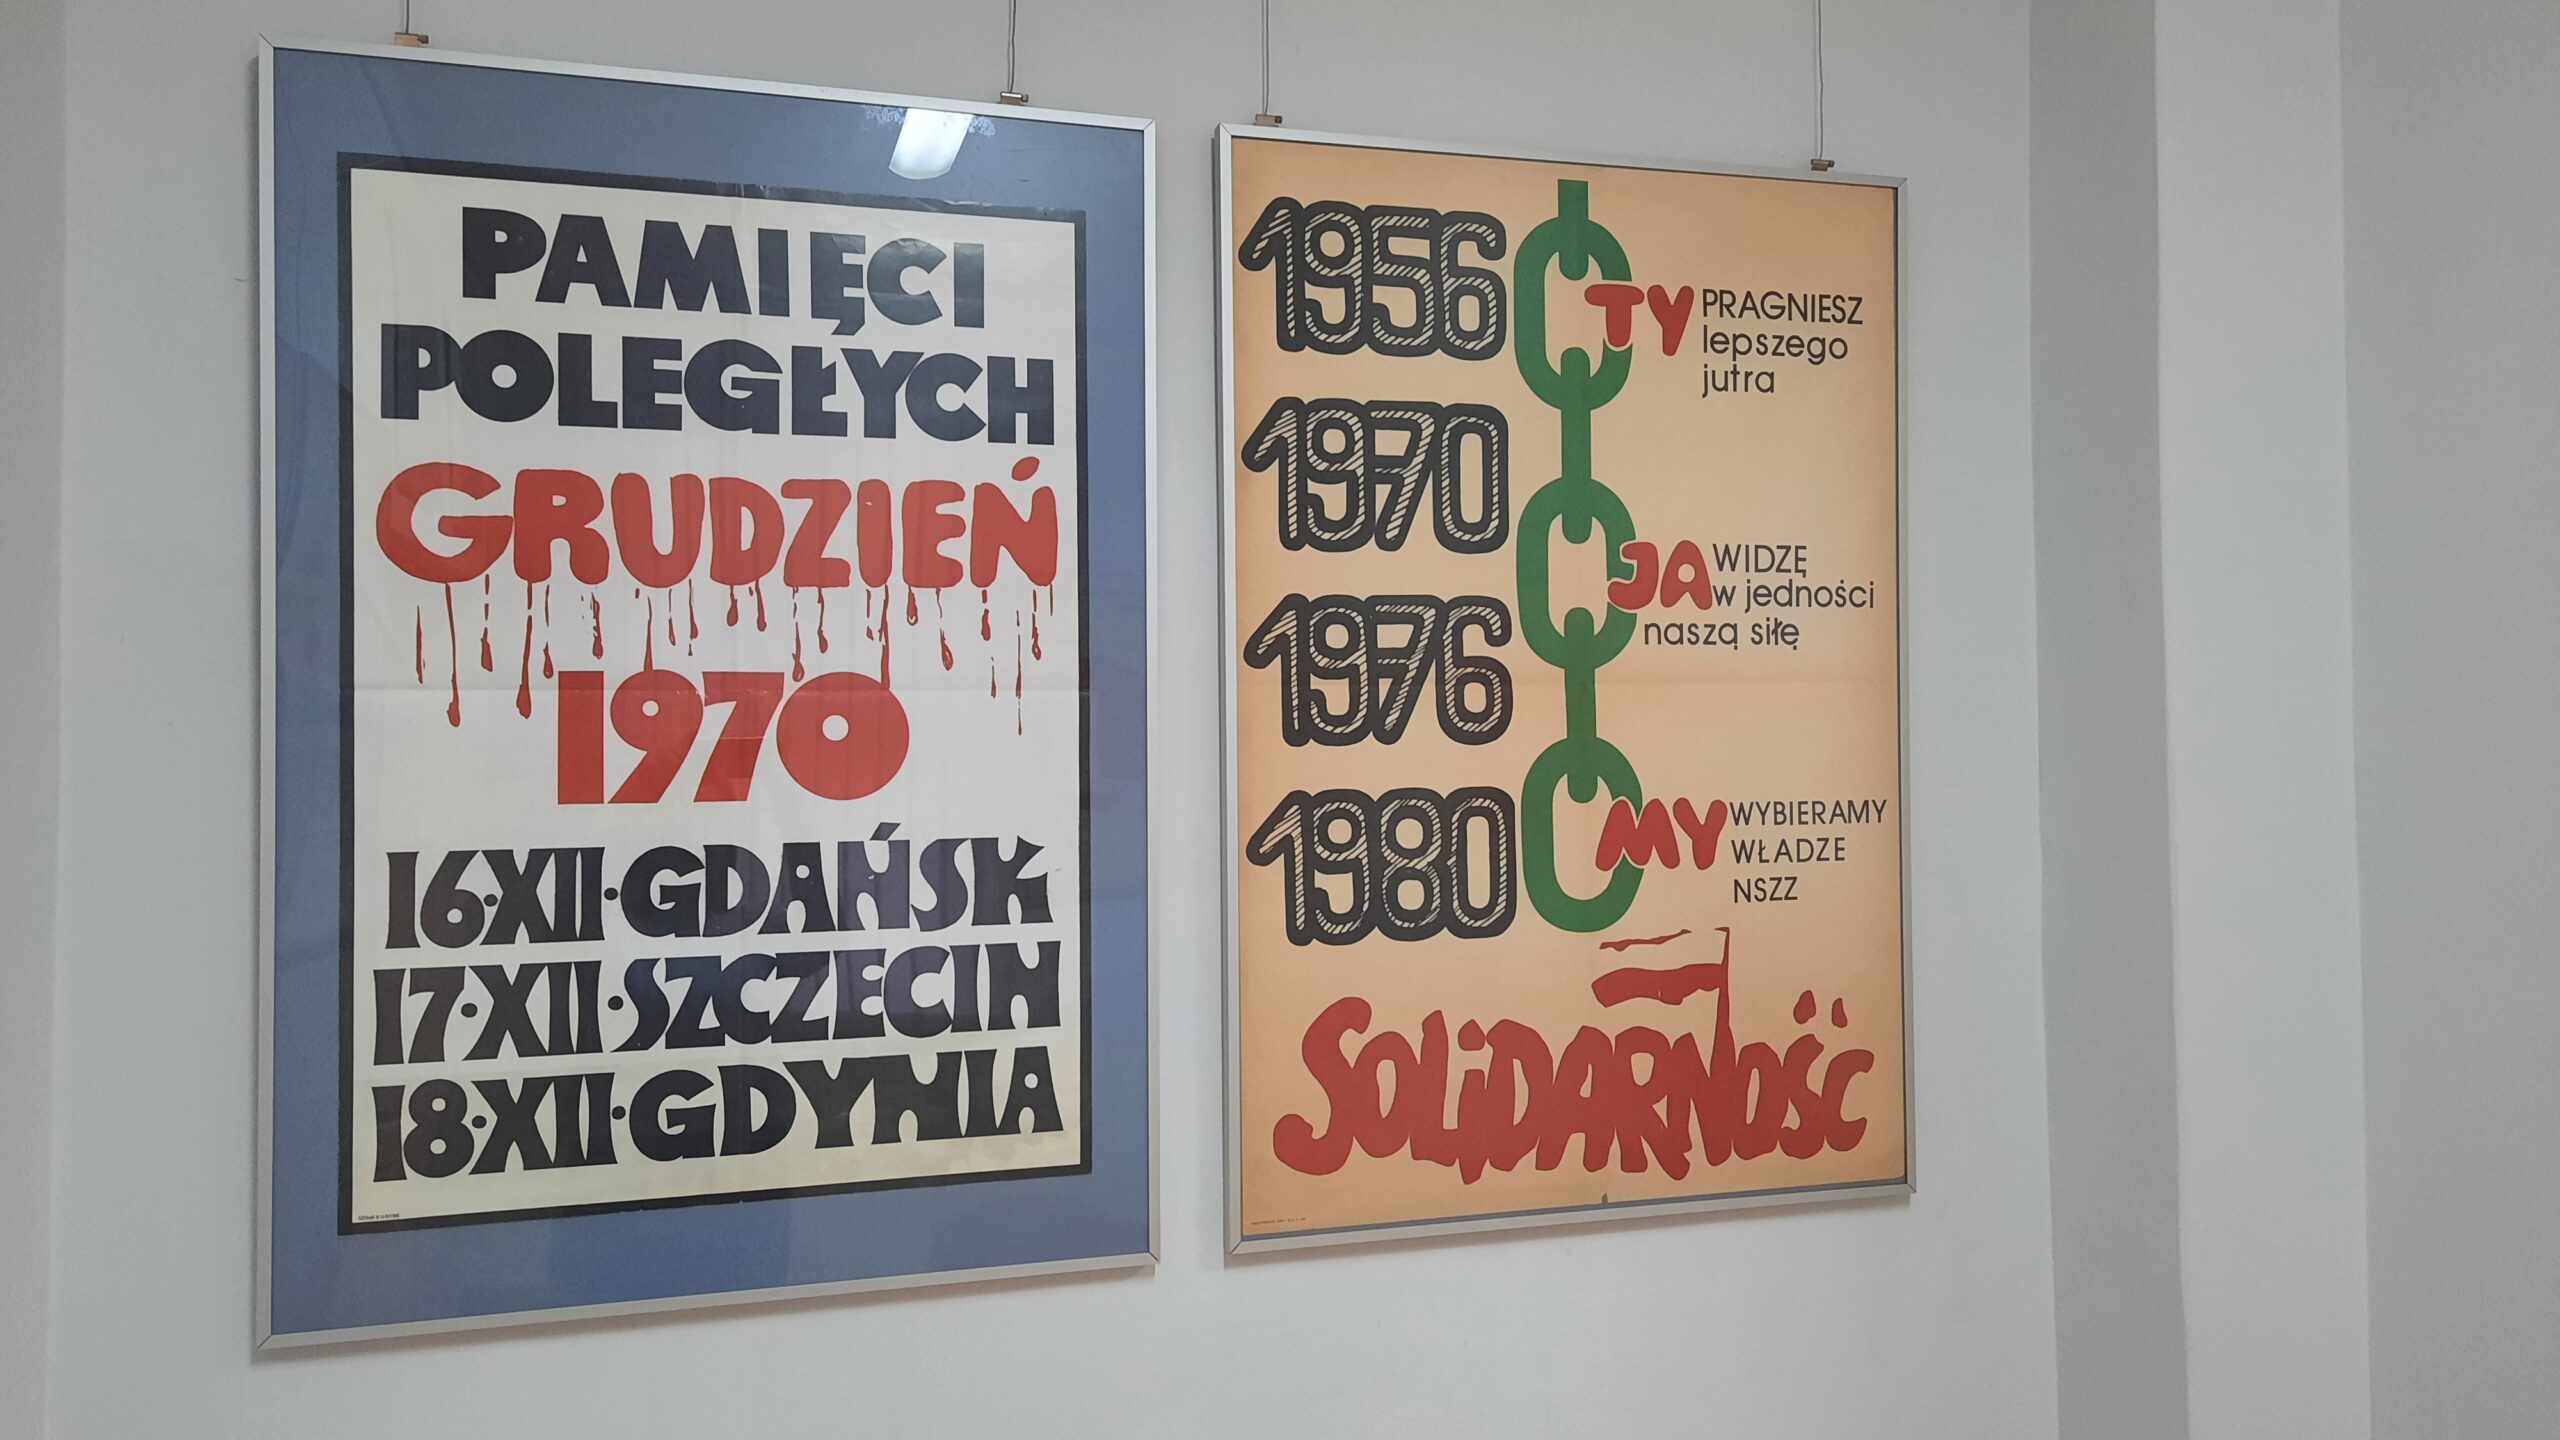 PAMIĘCI
POLEGŁYCH
GRUDZIEŃ
1970
16·XII·GDAŃSK
17·XII·SZCZECIN
18·XII·GDYNIA
1956
TY PRAGNIESZ
lepszego
jutra
1970
JA WIDZĘ
w jedności
naszą siłę
1976
1980
MY WYBIERAMY
WŁADZE
NSZZ
SOLIDARNOŚĆ